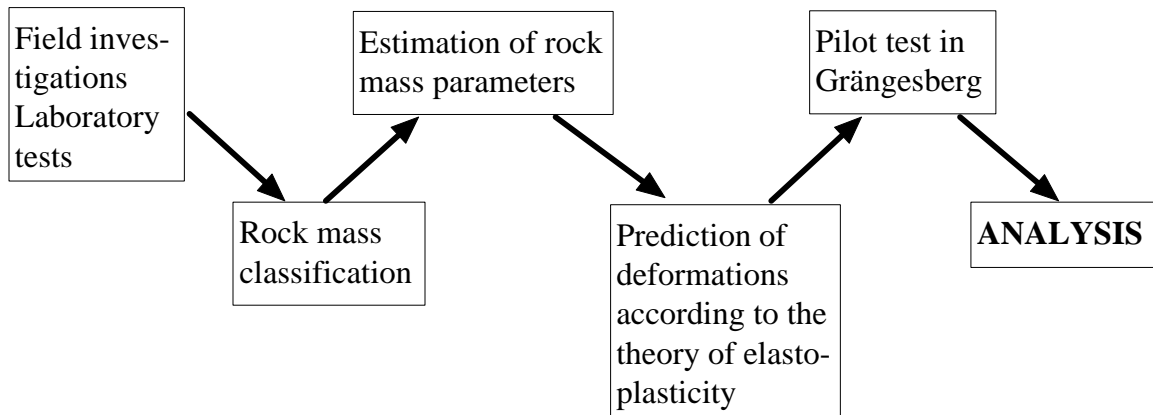 Field inves-
tigations
Laboratory
tests
Rock mass
classification
Estimation of rock
mass parameters
Prediction of
deformations
according to the
theory of elasto-
plasticity
Pilot test in
Grängesberg
ANALYSIS